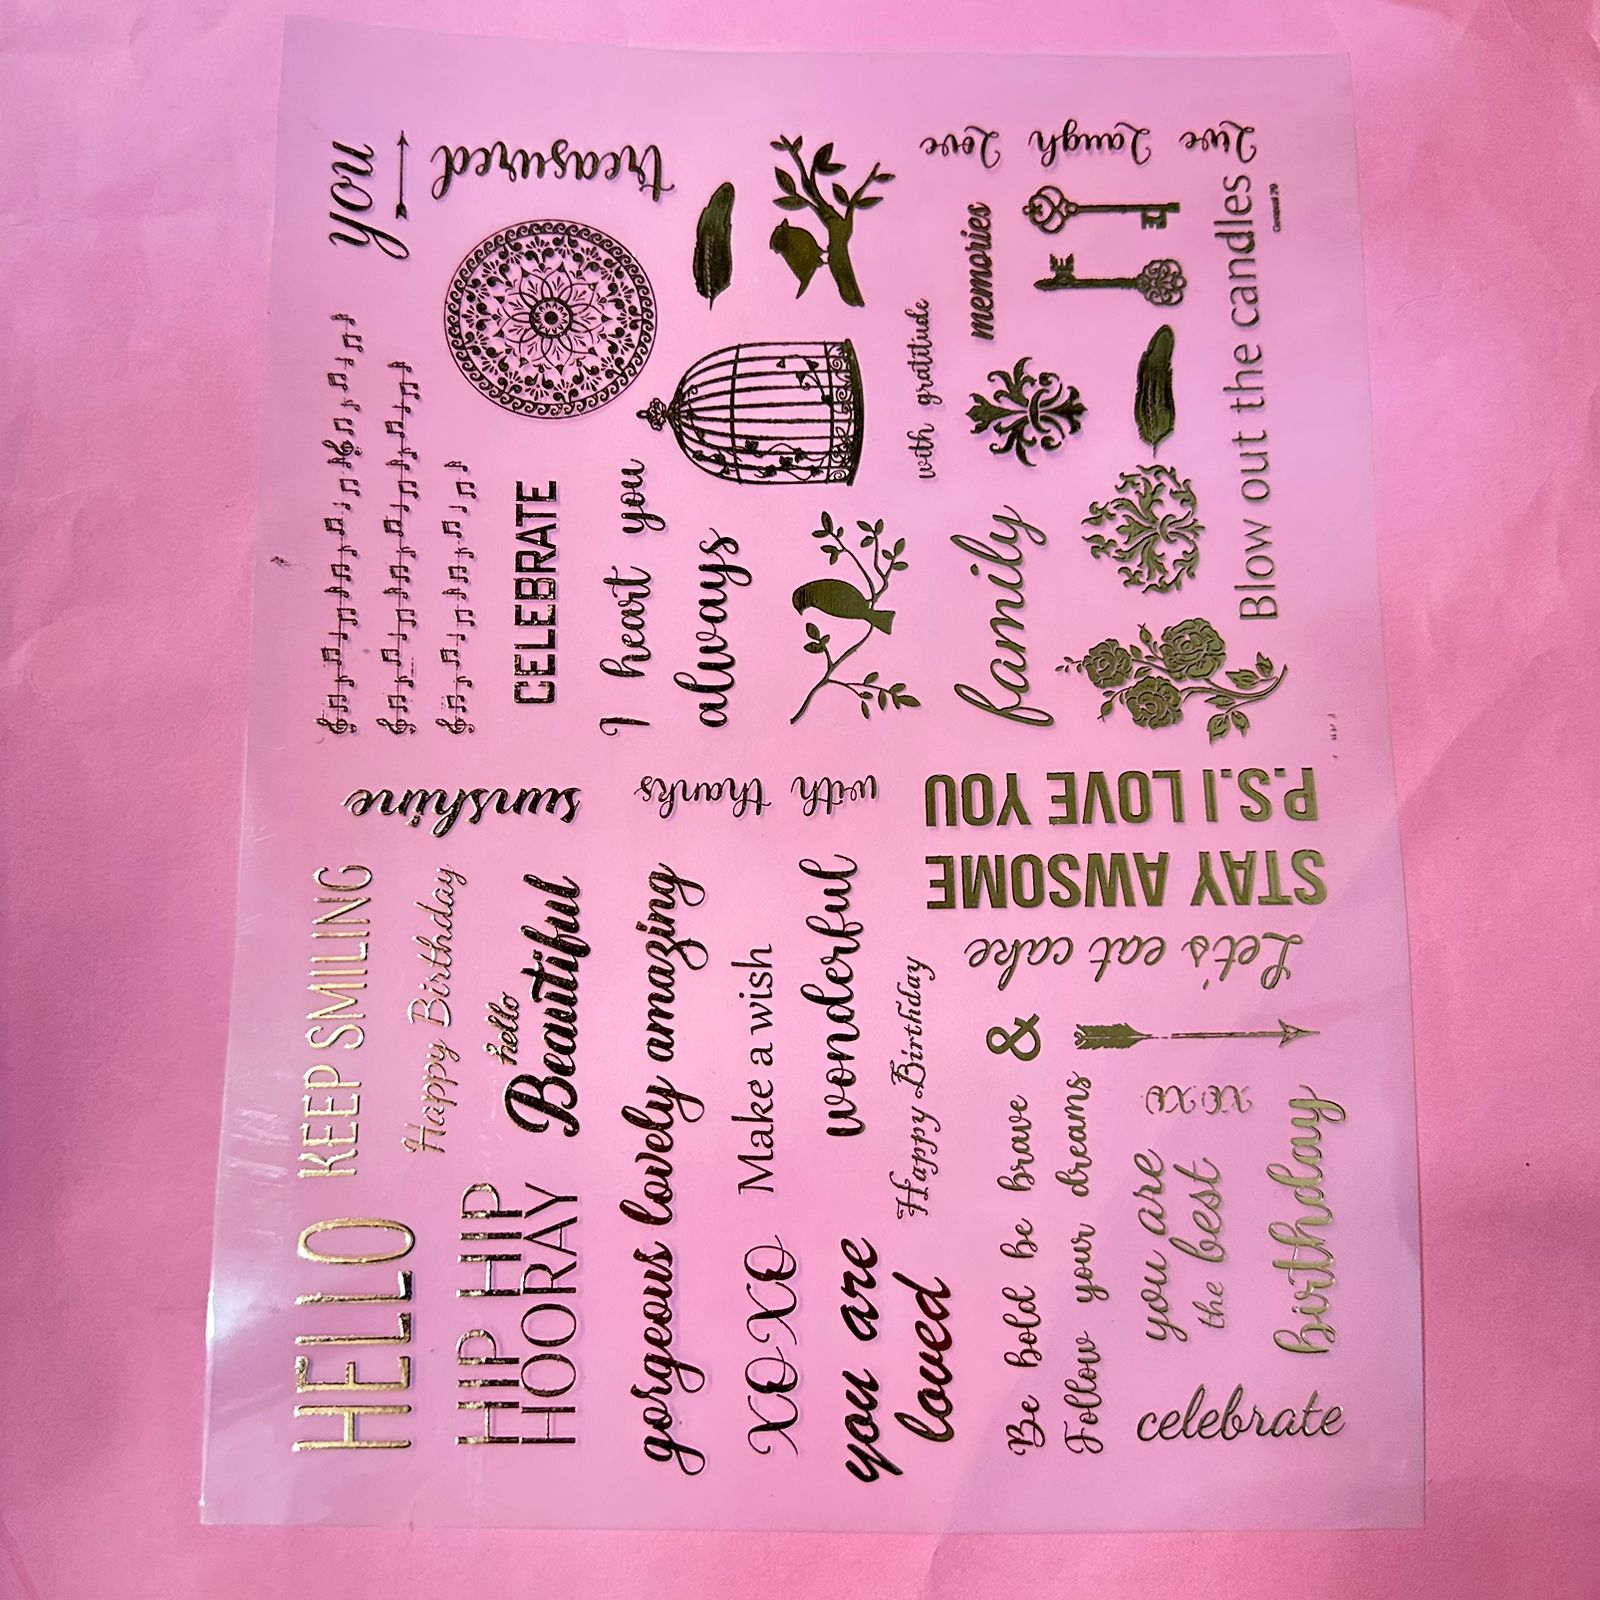 HELLO
KEEP SMILING
sunshine
you
treasured
HIP HIP
HOORAY
Happy Birthday
hello
Beautiful
CELEBRATE
I heart you
always
gorgeous lovely amazing
with thanks
XOXO
Make a wish
wonderful
you are
loved
Happy Birthday
with gratitude
family
memories
Live Laugh Love
P.S.I LOVE YOU
STAY AWSOME
Let's eat cake
&
Be bold be brave
Follow your dreams
xoxo
you are
the best
celebrate
birthday
Blow out the candles